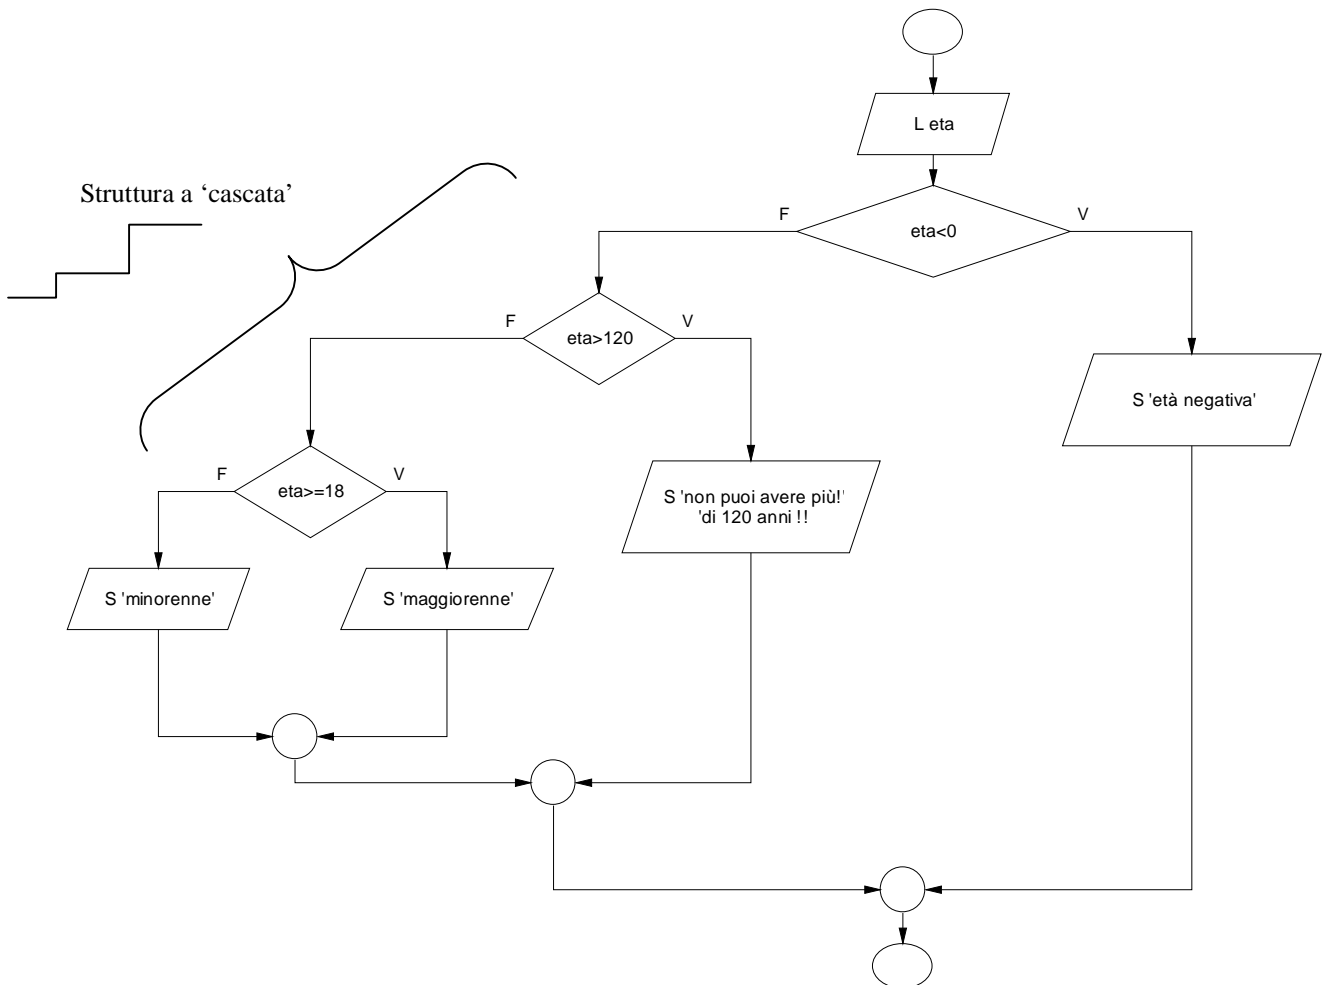 L eta
Struttura a ‘cascata’
F
V
eta<0
F
V
eta>120
S 'età negativa'
F
V
eta>=18
S 'non puoi avere più!'
'di 120 anni !!
S 'minorenne'
S 'maggiorenne'